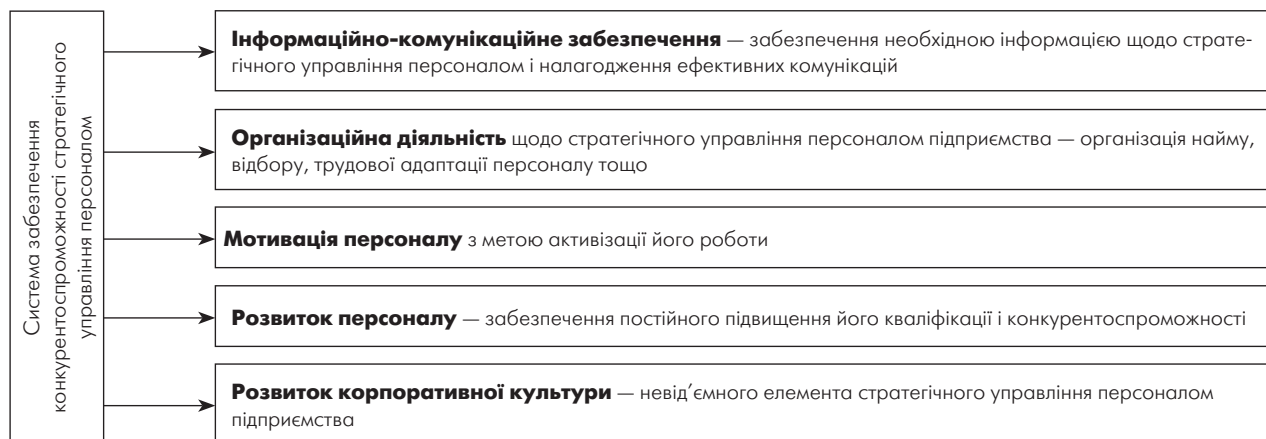 Система забезпечення
конкурентоспроможності стратегічного
управління персоналом
Інформаційно-комунікаційне забезпечення — забезпечення необхідною інформацією щодо страте-
гічного управління персоналом і налагодження ефективних комунікацій
Організаційна діяльність щодо стратегічного управління персоналом підприємства — організація найму,
відбору, трудової адаптації персоналу тощо
Мотивація персоналу з метою активізації його роботи
Розвиток персоналу — забезпечення постійного підвищення його кваліфікації і конкурентоспроможності
Розвиток корпоративної культури — невід’ємного елемента стратегічного управління персоналом
підприємства